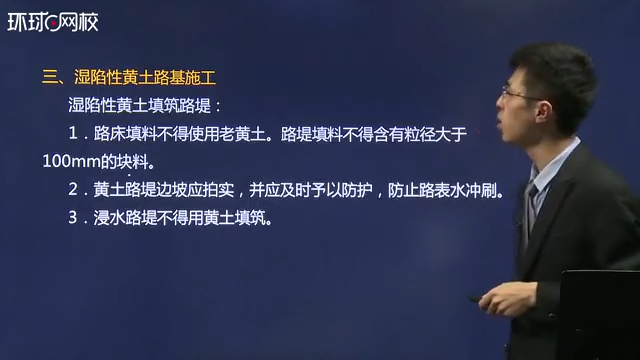 环球网校
三、湿陷性黄土路基施工
湿陷性黄土填筑路堤：
1．路床填料不得使用老黄土。路堤填料不得含有粒径大于
100mm的块料。
2．黄土路堤边坡应拍实，并应及时予以防护，防止路表水冲刷。
3．浸水路堤不得用黄土填筑。